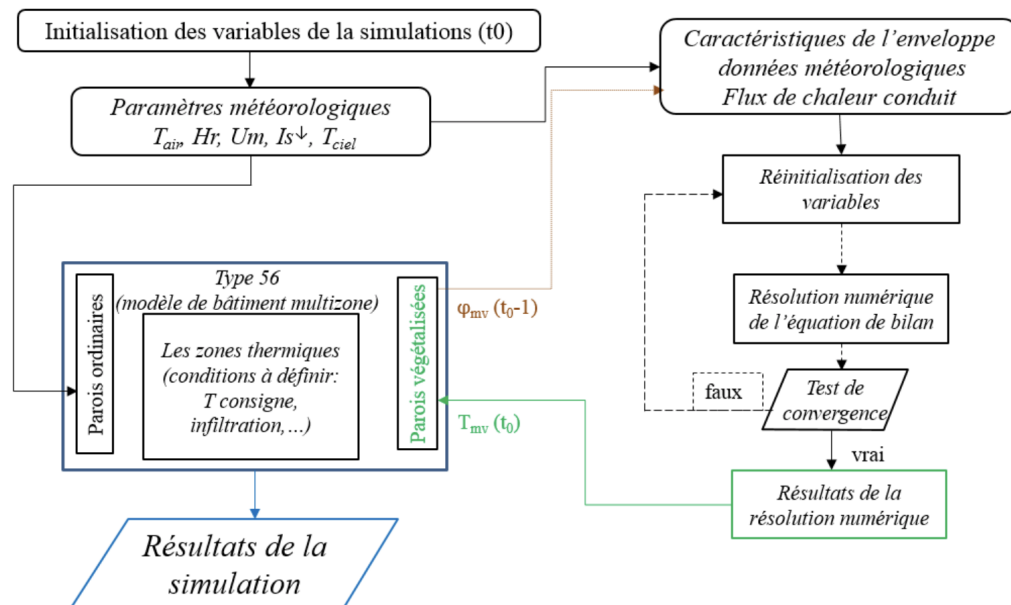 Initialisation des variables de la simulations (t0)
Paramètres météorologiques
Tair, Hr, Um, Is↓, Tciel
Caractéristiques de l’enveloppe
données météorologiques
Flux de chaleur conduit
Réinitialisation des
variables
Résolution numérique
de l’équation de bilan
faux
Test de
convergence
vrai
Résultats de la
résolution numérique
Type 56
(modèle de bâtiment multizone)
Parois ordinaires
Les zones thermiques
(conditions à définir:
T consigne,
infiltration,…)
Parois végétalisées
φmv (t0-1)
Tmv (t0)
Résultats de la
simulation